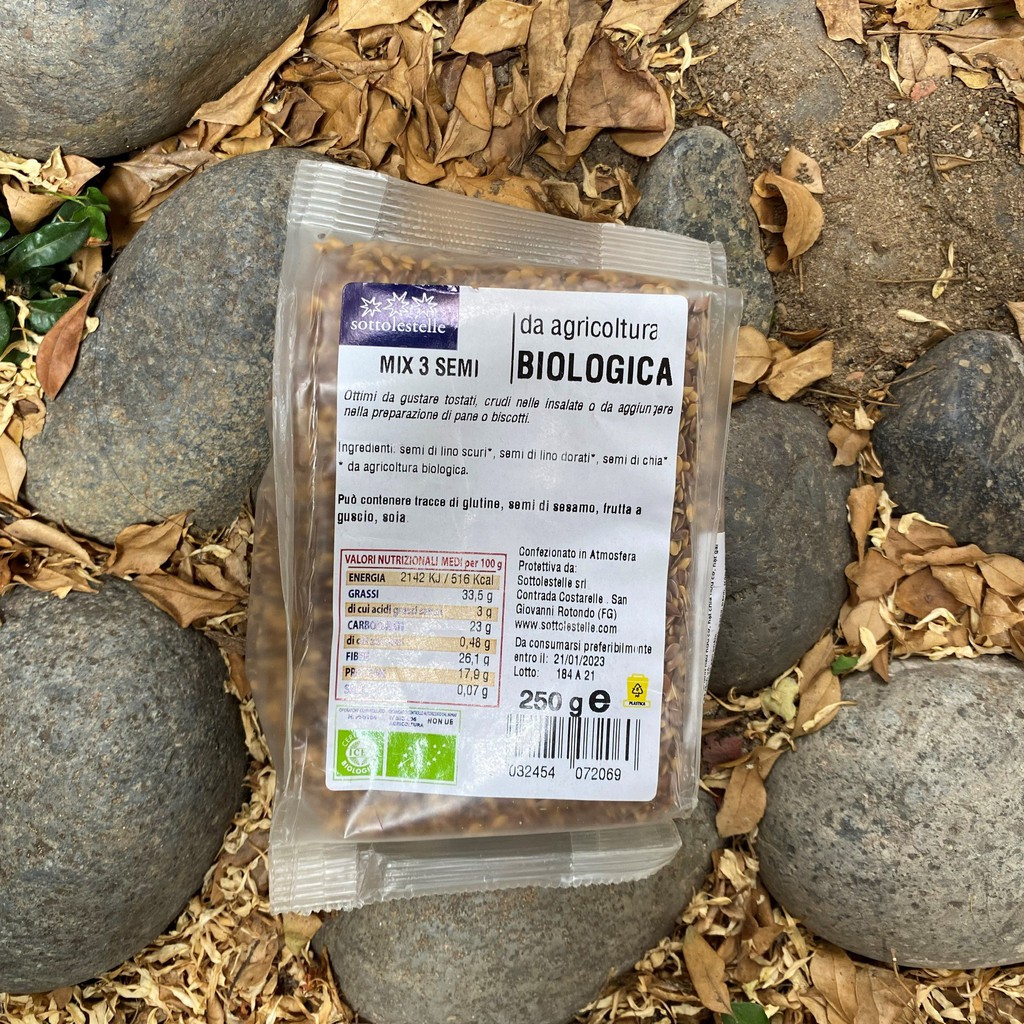 sottolestelle
MIX 3 SEMI
da agricoltura
BIOLOGICA
Ottimi da gustare tostati, crudi nelle insalate o da aggiungere
nella preparazione di pane o biscotti.
Ingredienti: semi di lino scuri*, semi di lino dorati*, semi di chia*
* da agricoltura biologica.
Può contenere tracce di glutine, semi di sesamo, frutta a
guscio, soia.
VALORI NUTRIZIONALI MEDI per 100 g
ENERGIA 2142 KJ / 516 Kcal
GRASSI 33,5 g
di cui acidi grassi 3 g
23 g
di 0,48 g
26,1 g
17,9 g
0,07 g
Confezionato in Atmosfera
Protettiva da:
Sottolestelle srl
Contrada Costarelle . San
Giovanni Rotondo (FG)
www.sottolestelle.com
Da consumarsi preferibilmente
entro il: 21/01/2023
Lotto: 184 A 21
250 g e
PLASTICA
NON UE
AGRICOLTURA
ICEA
BIOLOGICO
032454 072069